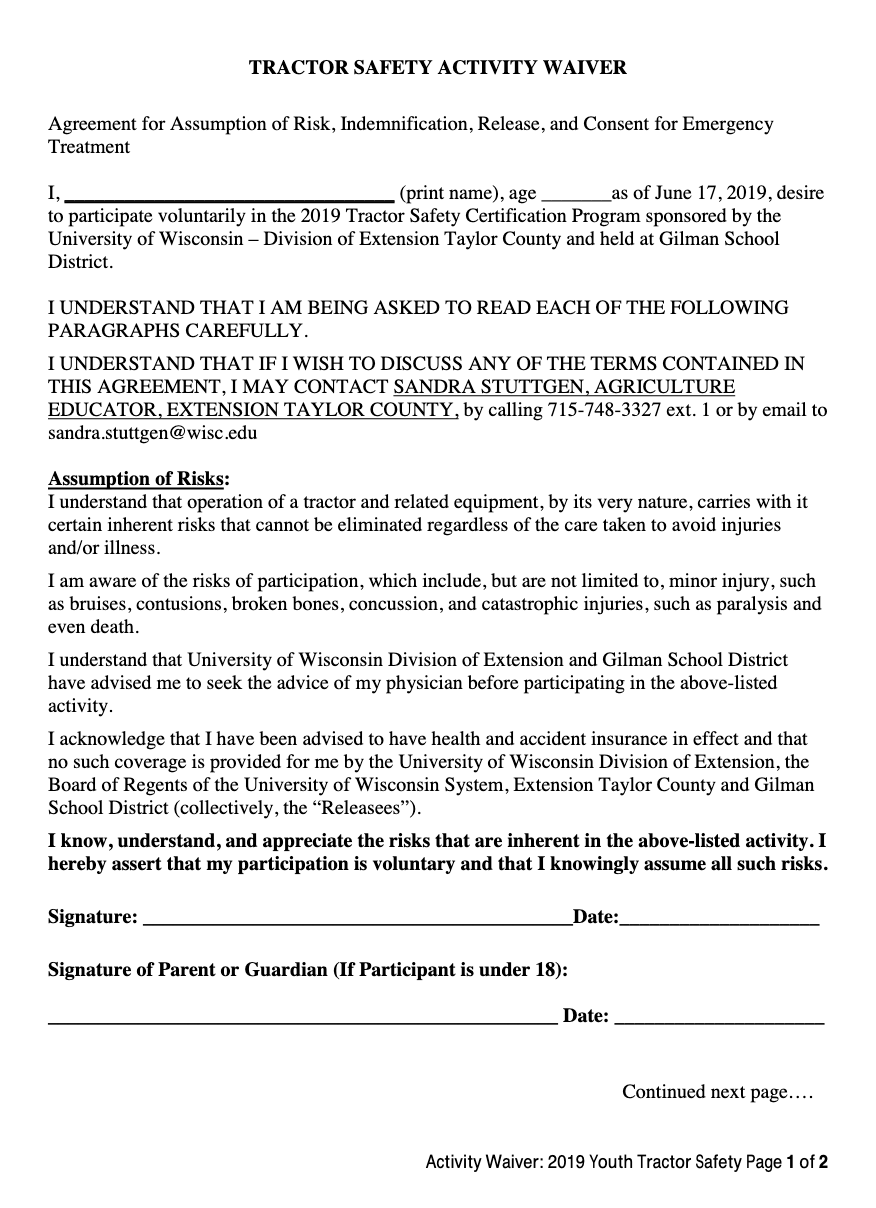 TRACTOR SAFETY ACTIVITY WAIVER
Agreement for Assumption of Risk, Indemnification, Release, and Consent for Emergency
Treatment
I, _________________________________ (print name), age _______as of June 17, 2019, desire
to participate voluntarily in the 2019 Tractor Safety Certification Program sponsored by the
University of Wisconsin – Division of Extension Taylor County and held at Gilman School
District.
I UNDERSTAND THAT I AM BEING ASKED TO READ EACH OF THE FOLLOWING
PARAGRAPHS CAREFULLY.
I UNDERSTAND THAT IF I WISH TO DISCUSS ANY OF THE TERMS CONTAINED IN
THIS AGREEMENT, I MAY CONTACT SANDRA STUTTGEN, AGRICULTURE
EDUCATOR, EXTENSION TAYLOR COUNTY, by calling 715-748-3327 ext. 1 or by email to
sandra.stuttgen@wisc.edu
Assumption of Risks:
I understand that operation of a tractor and related equipment, by its very nature, carries with it
certain inherent risks that cannot be eliminated regardless of the care taken to avoid injuries
and/or illness.
I am aware of the risks of participation, which include, but are not limited to, minor injury, such
as bruises, contusions, broken bones, concussion, and catastrophic injuries, such as paralysis and
even death.
I understand that University of Wisconsin Division of Extension and Gilman School District
have advised me to seek the advice of my physician before participating in the above-listed
activity.
I acknowledge that I have been advised to have health and accident insurance in effect and that
no such coverage is provided for me by the University of Wisconsin Division of Extension, the
Board of Regents of the University of Wisconsin System, Extension Taylor County and Gilman
School District (collectively, the “Releasees”).
I know, understand, and appreciate the risks that are inherent in the above-listed activity. I
hereby assert that my participation is voluntary and that I knowingly assume all such risks.
Signature: ___________________________________________Date:____________________
Signature of Parent or Guardian (If Participant is under 18):
___________________________________________________ Date: _____________________
Continued next page….
Activity Waiver: 2019 Youth Tractor Safety Page 1 of 2